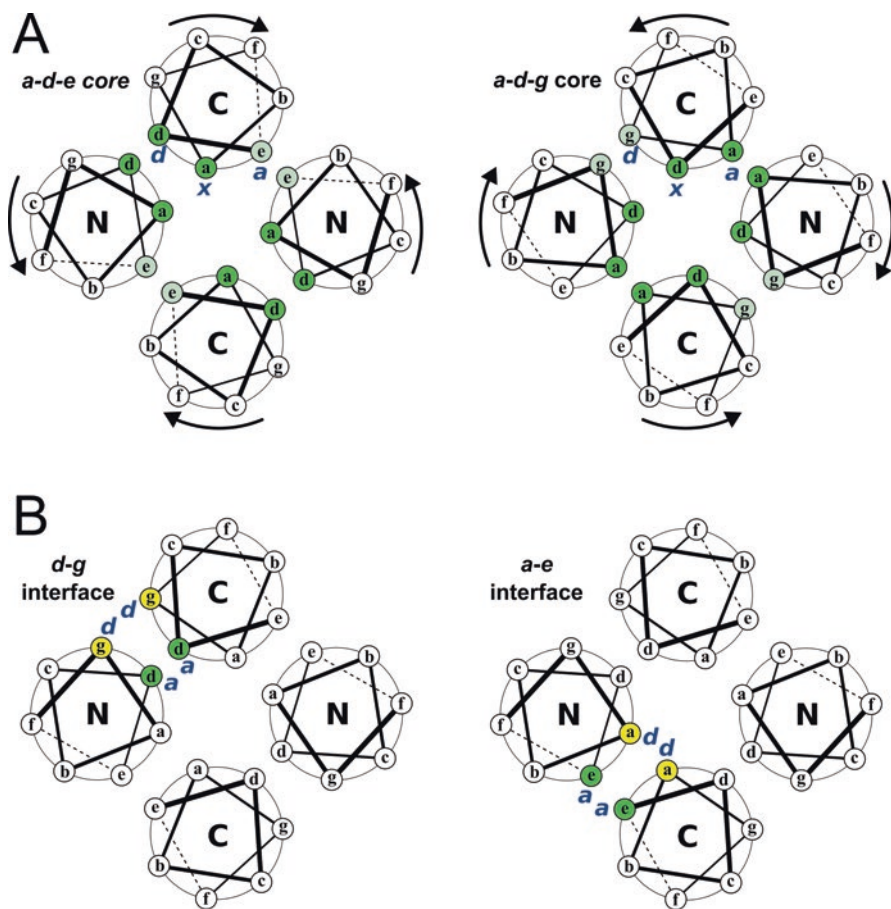 A
a-d-e core
c f
g C b
d e
a
d x a
g d
c N a
f e
b
b
e f
a N c
d g
a
e d
b C g
f c
a-d-g core
f b
c C e
g a
d
d x a
c g
f N d
b a
e
e
a b
d N f
g c
d
a g
e C c
b f
B
d-g
interface
f
c b
g C e
d a
d
d
a
a
g
c d
f N a
b e
e b
a N f
d c
g
a d
e C g
b c
f
a-e
interface
f
c b
g C e
d a
g
c d
f N a
b e
d
d
a
a
e b
a N f
d c
g
a d
e C g
b c
f